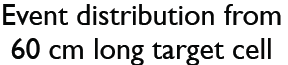 Event distribution from
60 cm long target cell